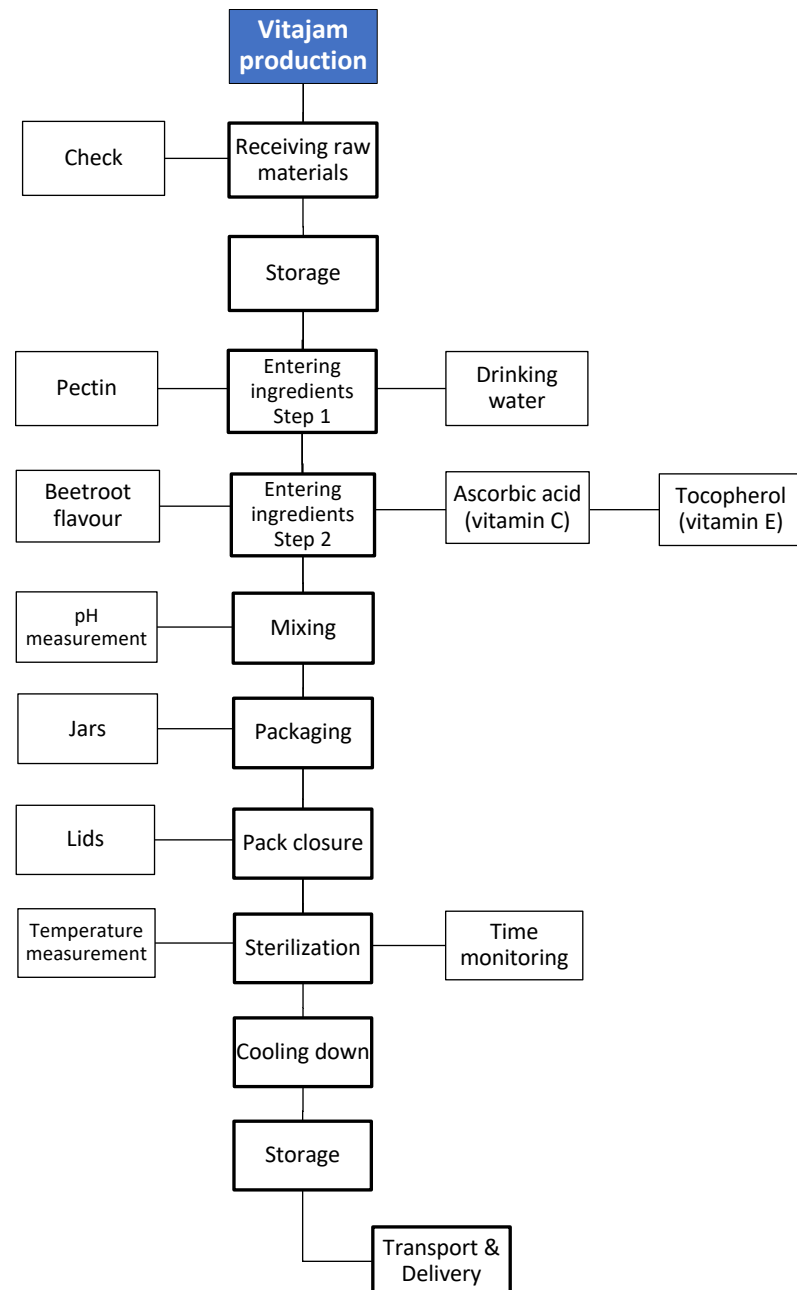 Vitajam
production
Check
Receiving raw
materials
Storage
Pectin
Entering
ingredients
Step 1
Drinking
water
Beetroot
flavour
Entering
ingredients
Step 2
Ascorbic acid
(vitamin C)
Tocopherol
(vitamin E)
pH
measurement
Mixing
Jars
Packaging
Lids
Pack closure
Temperature
measurement
Sterilization
Time
monitoring
Cooling down
Storage
Transport &
Delivery